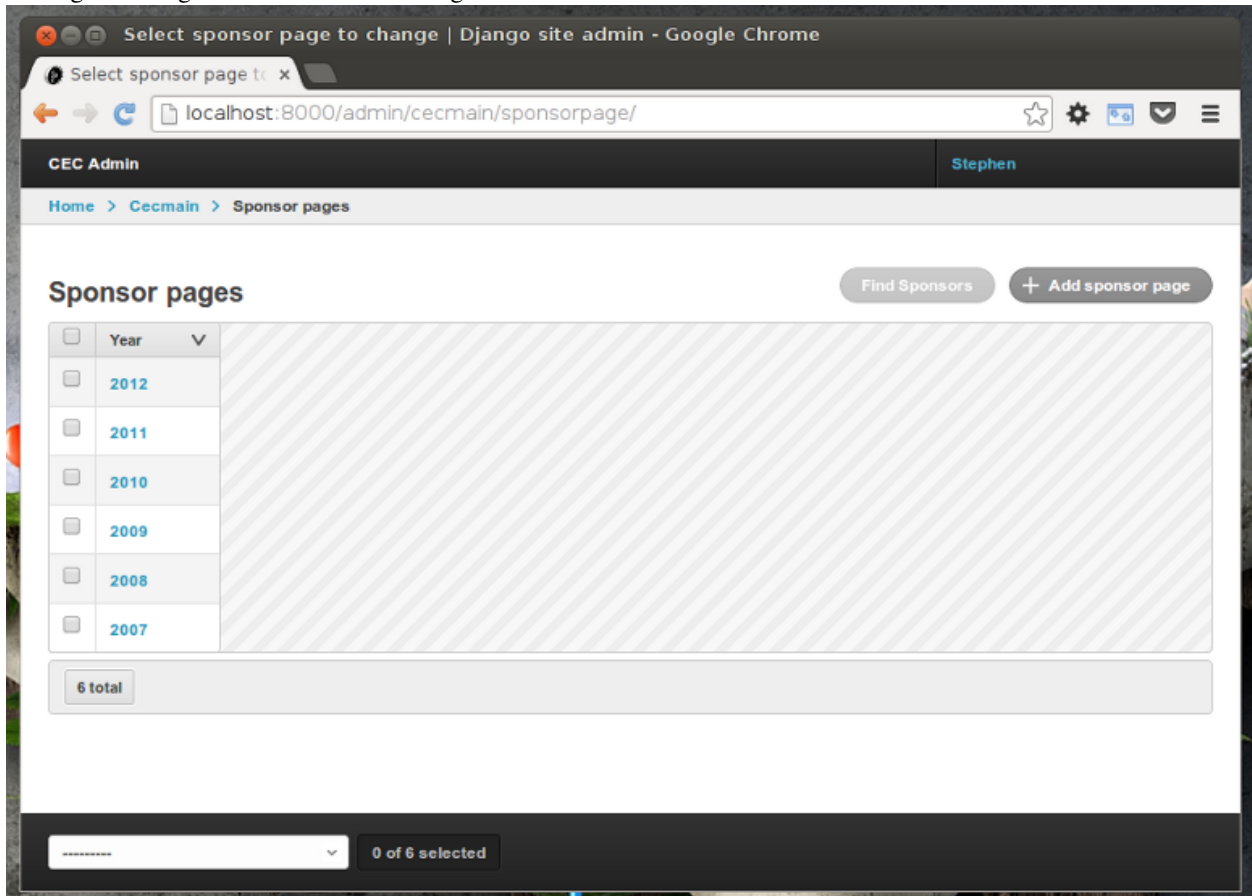 Select sponsor page to change | Django site admin - Google Chrome
Select sponsor page to
localhost:8000/admin/cecmain/sponsorpage/
CEC Admin Stephen
Home > Cecmain > Sponsor pages
Sponsor pages Find Sponsors + Add sponsor page
Year
2012
2011
2010
2009
2008
2007
6 total
--------- 0 of 6 selected